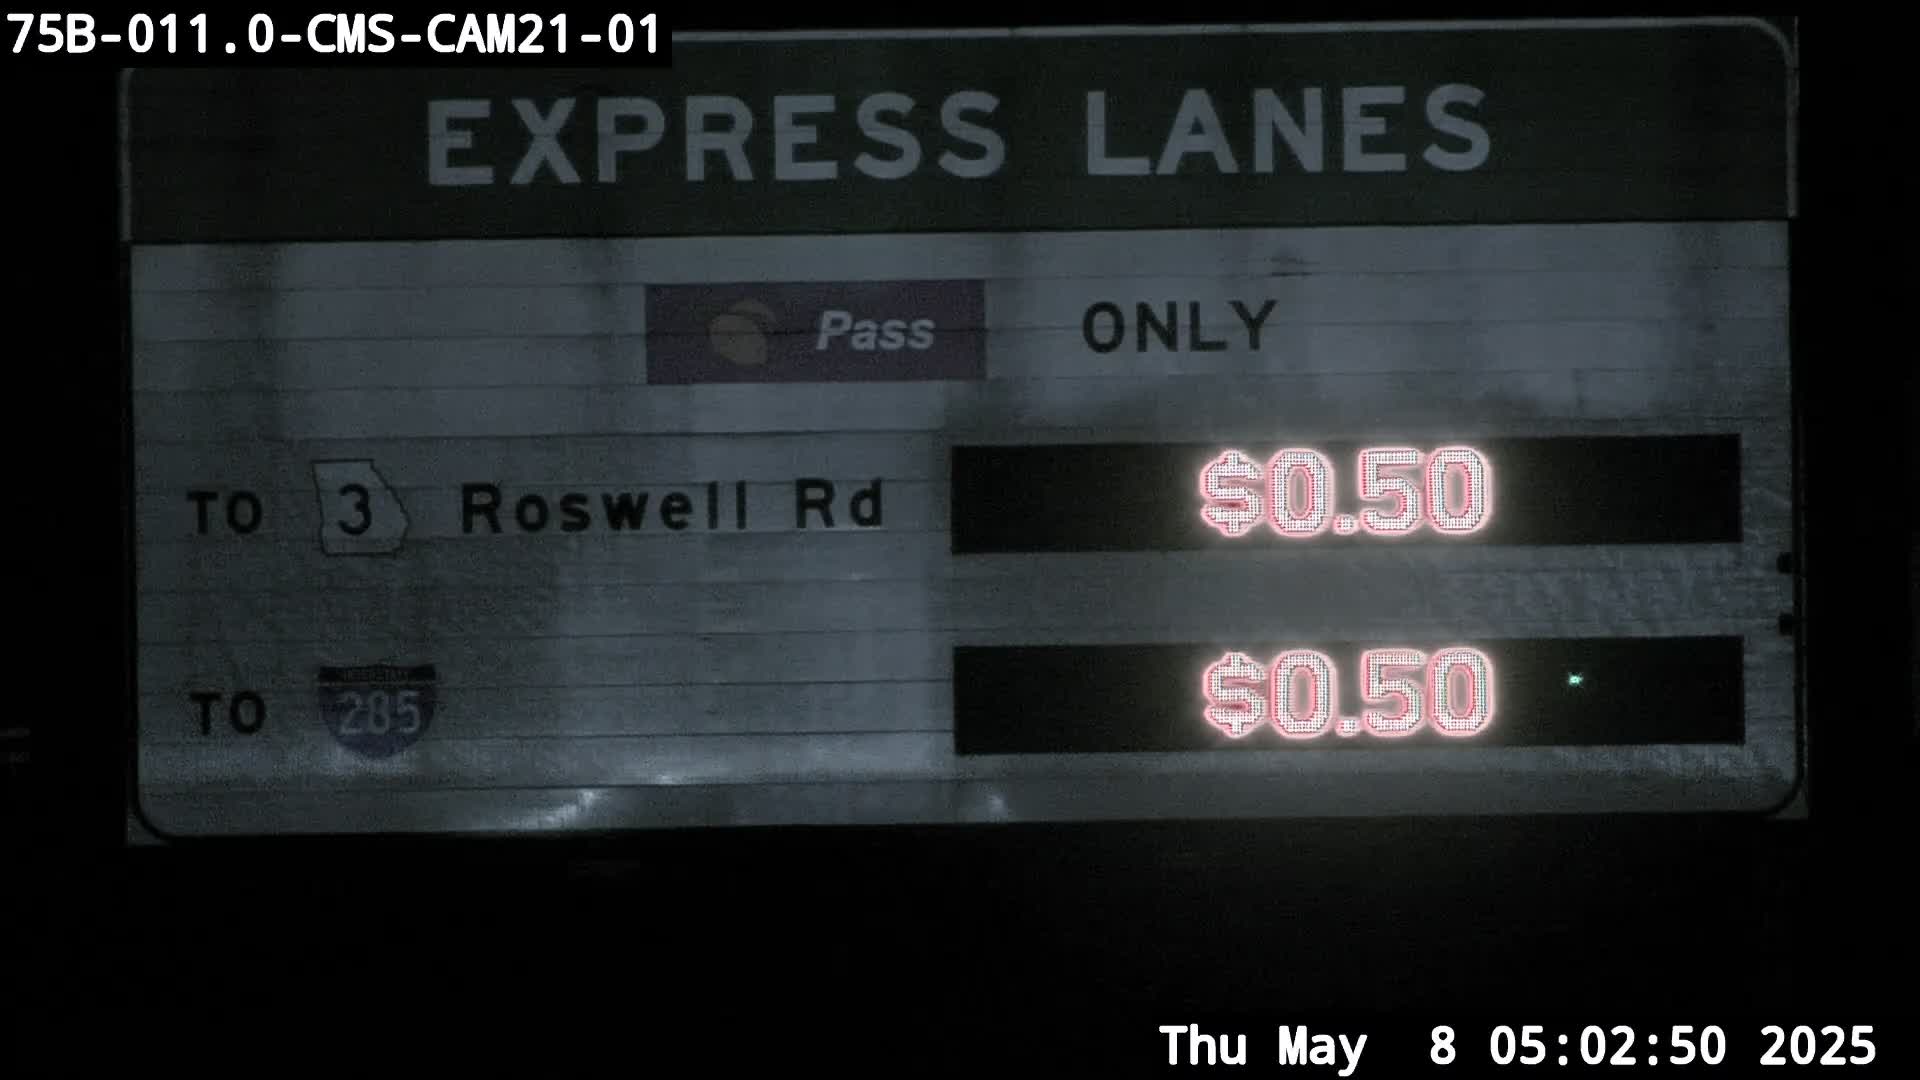 75B-011.0-CMS-CAM21-01
EXPRESS LANES
Pass ONLY
TO 3 Roswell Rd $0.50
INTERSTATE
TO 285 $0.50
Thu May 8 05:02:50 2025